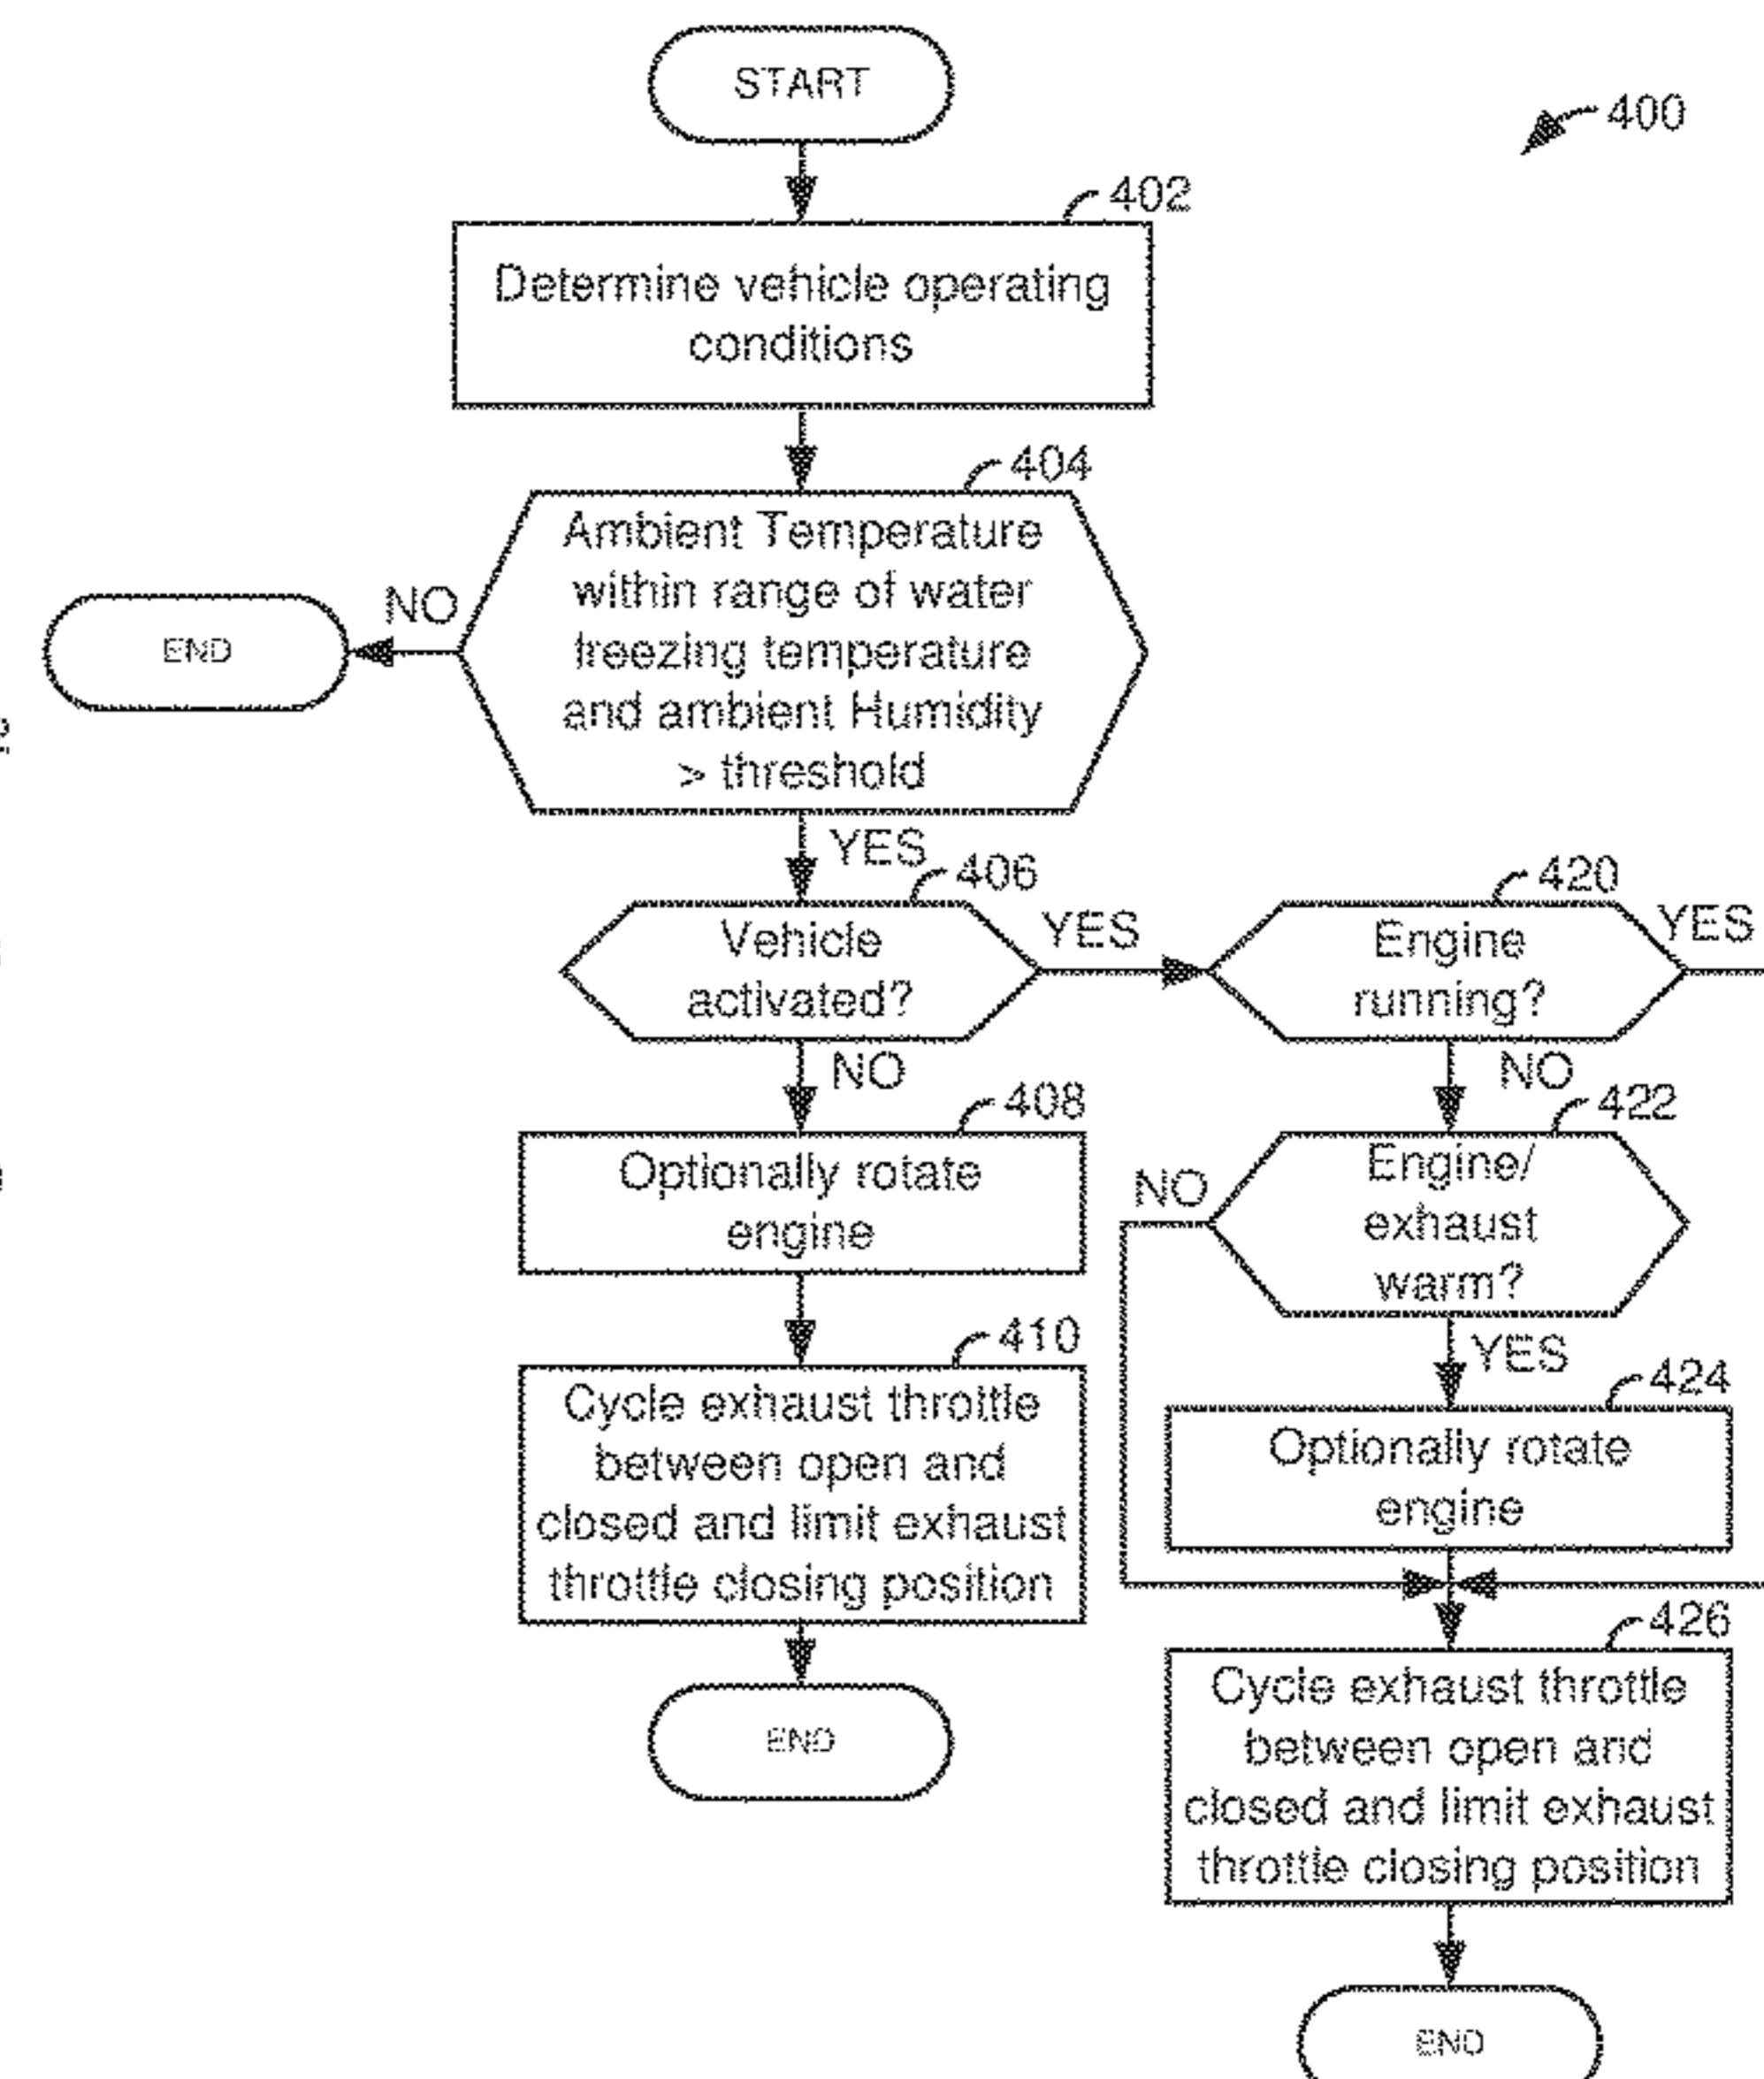 START
400
402
Determine vehicle operating
conditions
404
Ambient Temperature
within range of water
freezing temperature
and ambient Humidity
> threshold
NO
END
YES
406
Vehicle
activated?
YES
420
Engine
running?
YES
NO
408
Optionally rotate
engine
410
Cycle exhaust throttle
between open and
closed and limit exhaust
throttle closing position
END
NO
422
Engine/
exhaust
warm?
NO
YES
424
Optionally rotate
engine
426
Cycle exhaust throttle
between open and
closed and limit exhaust
throttle closing position
END